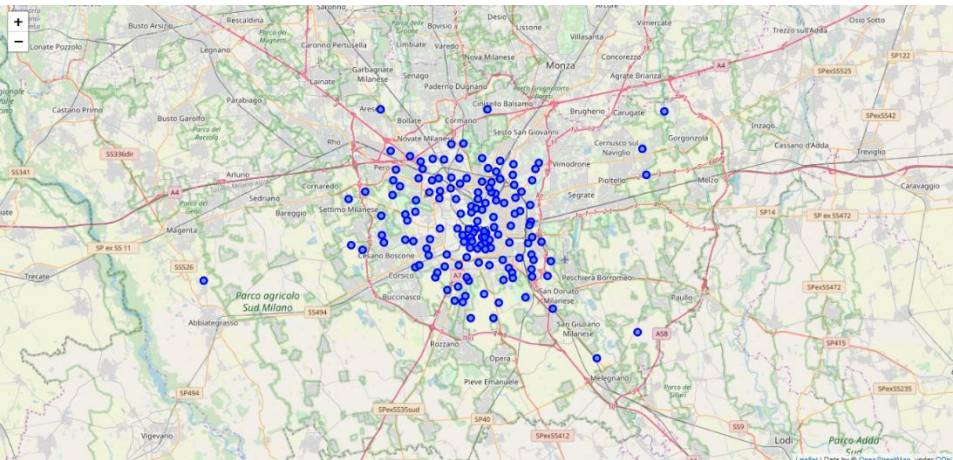 +
−
Busto Arsizio
Rescaldina
Saronno
Bovisio
Desio
Lissone
Arcore
Vimercate
Osio Sotto
Trezzo sull'Adda
Lonate Pozzolo
Legnano
Caronno Pertusella
Limbiate
Varedo
Villasanta
Concorezzo
SP122
Nova Milanese
Monza
Agrate Brianza
A4
SPexSS525
Garbagnate
Milanese
Senago
Lainate
Paderno Dugnano
Parabiago
Castano Primo
Busto Garolfo
Arese
Bollate
Cormano
Cinisello Balsamo
Brugherio
Carugate
SPexSS42
Inzago
Gorgonzola
Rho
Novate Milanese
Sesto San Giovanni
Cernusco sul
Naviglio
Cassano d'Adda
Treviglio
SS336dir
SS341
Arluno
Pero
Vimodrone
Pioltello
Melzo
Caravaggio
A4
Cornaredo
Sedriano
Bareggio
Segrate
Settimo Milanese
SP14
SP ex SS472
Magenta
SP ex SS 11
Trecate
SS526
Cesano Boscone
Corsico
A7
Peschiera Borromeo
SPexSS472
Buccinasco
San Donato
Milanese
Paullo
Parco agricolo
Sud Milano
SS494
Abbiategrasso
San Giuliano
Milanese
A58
SP415
Rozzano
Opera
Melegnano
Pieve Emanuele
Parco dei
Sillari
SP494
SPexSS235
SPexSS35sud
SP40
SS9
Vigevano
SPexSS412
Lodi
Parco Adda
Sud
Leaflet | Data by © OpenStreetMap, under ODbL